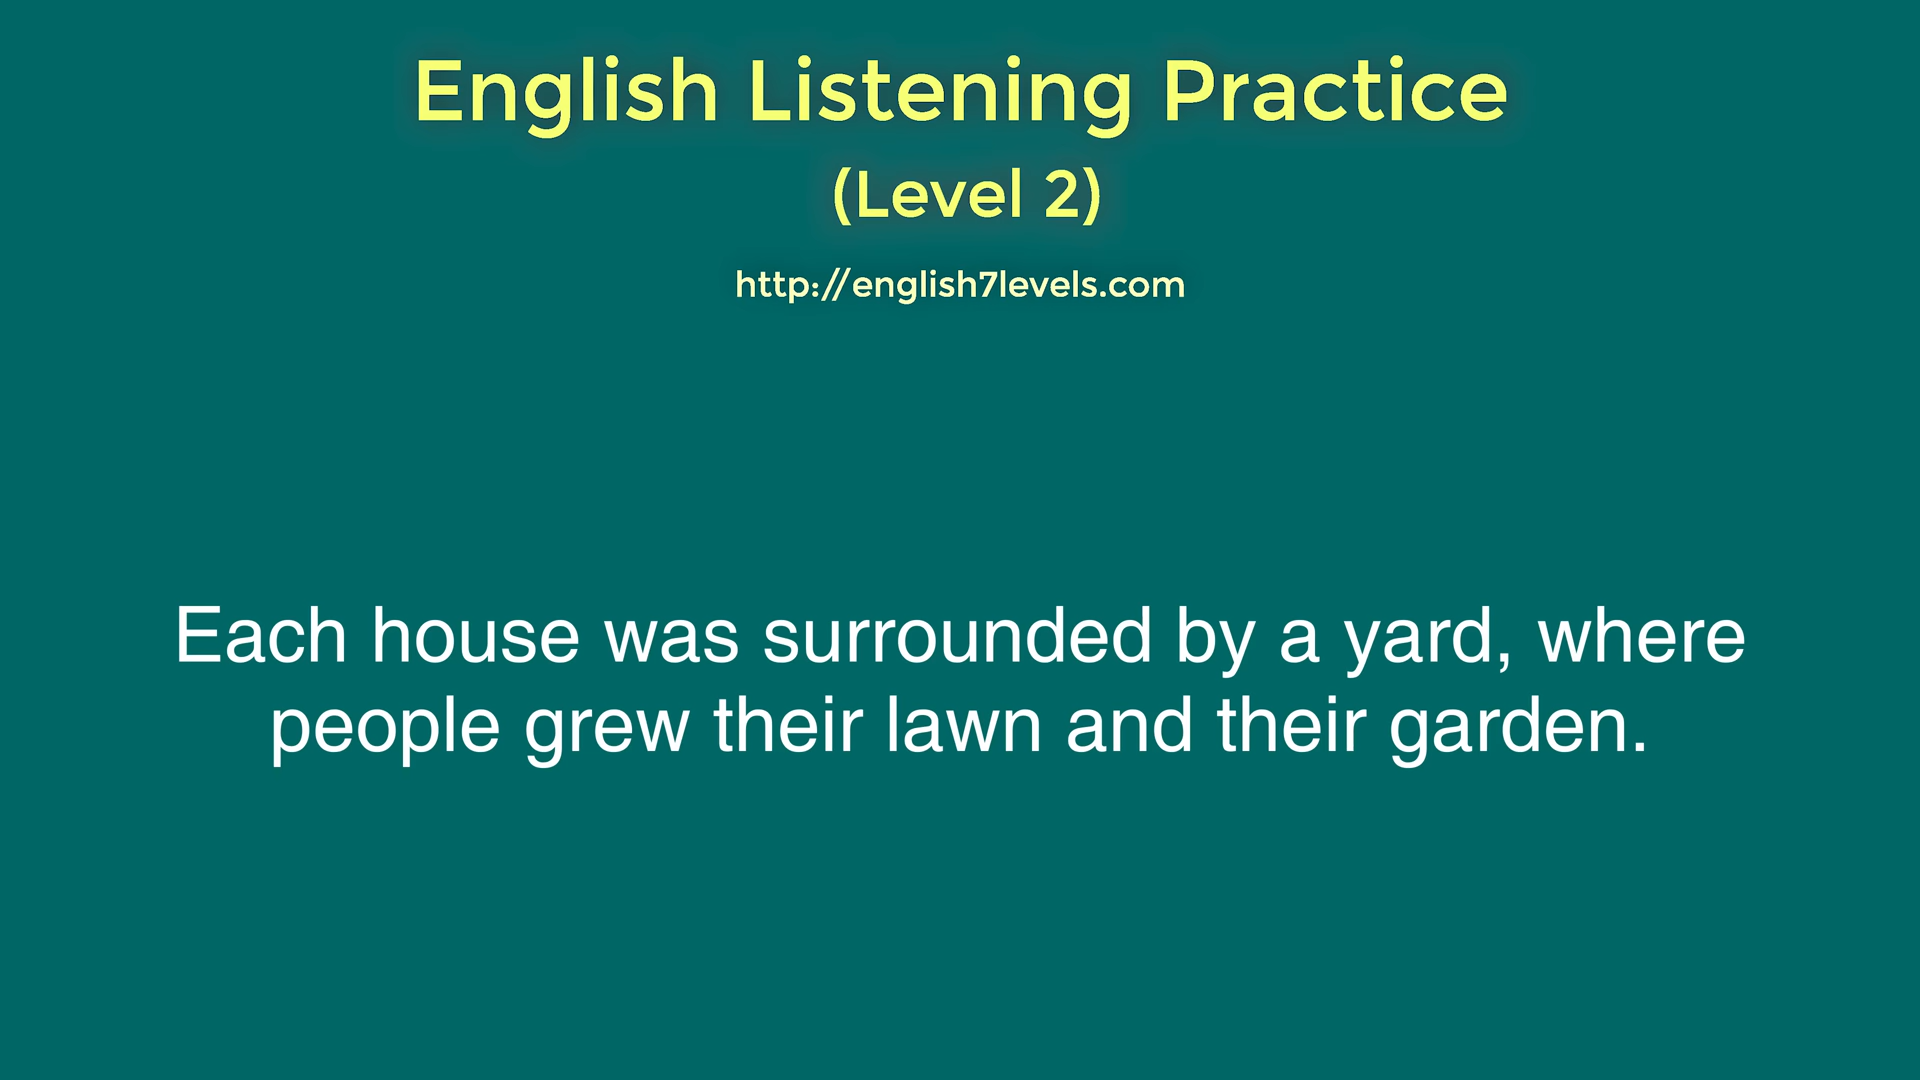 English Listening Practice
(Level 2)
http://english7levels.com
Each house was surrounded by a yard, where
people grew their lawn and their garden.